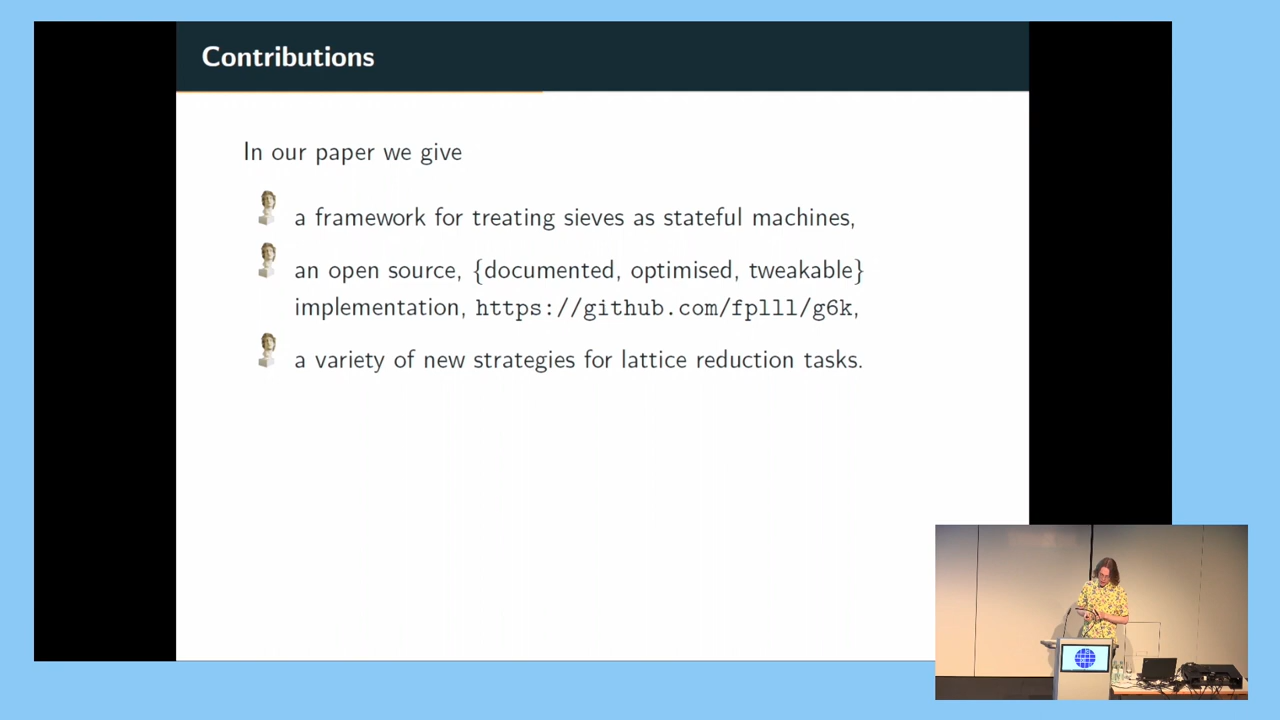 Contributions
In our paper we give
a framework for treating sieves as stateful machines,
an open source, {documented, optimised, tweakable}
implementation, https://github.com/fplll/g6k,
a variety of new strategies for lattice reduction tasks.